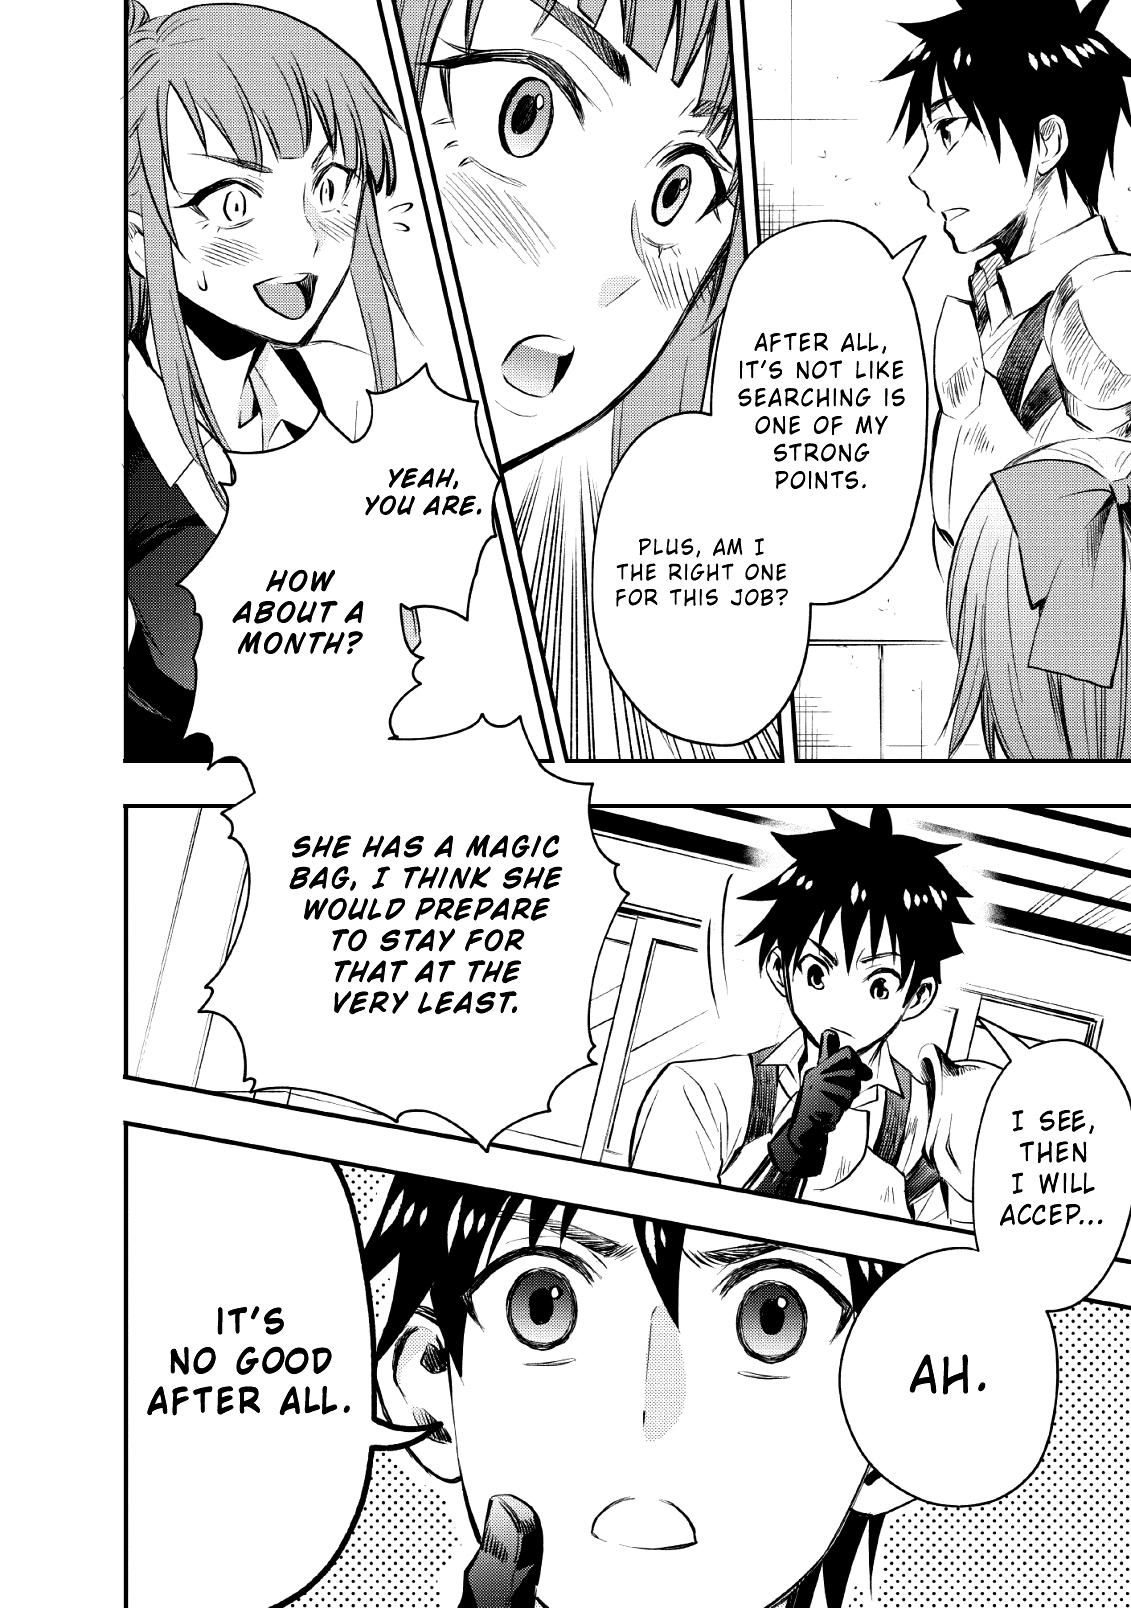 AFTER ALL,
IT'S NOT LIKE
SEARCHING IS
ONE OF MY
STRONG
POINTS.
PLUS, AM I
THE RIGHT ONE
FOR THIS JOB?
YEAH,
YOU ARE.
HOW
ABOUT A
MONTH?
SHE HAS A MAGIC
BAG, I THINK SHE
WOULD PREPARE
TO STAY FOR
THAT AT THE
VERY LEAST.
I SEE,
THEN
I WILL
ACCEP...
AH.
IT'S
NO GOOD
AFTER ALL.